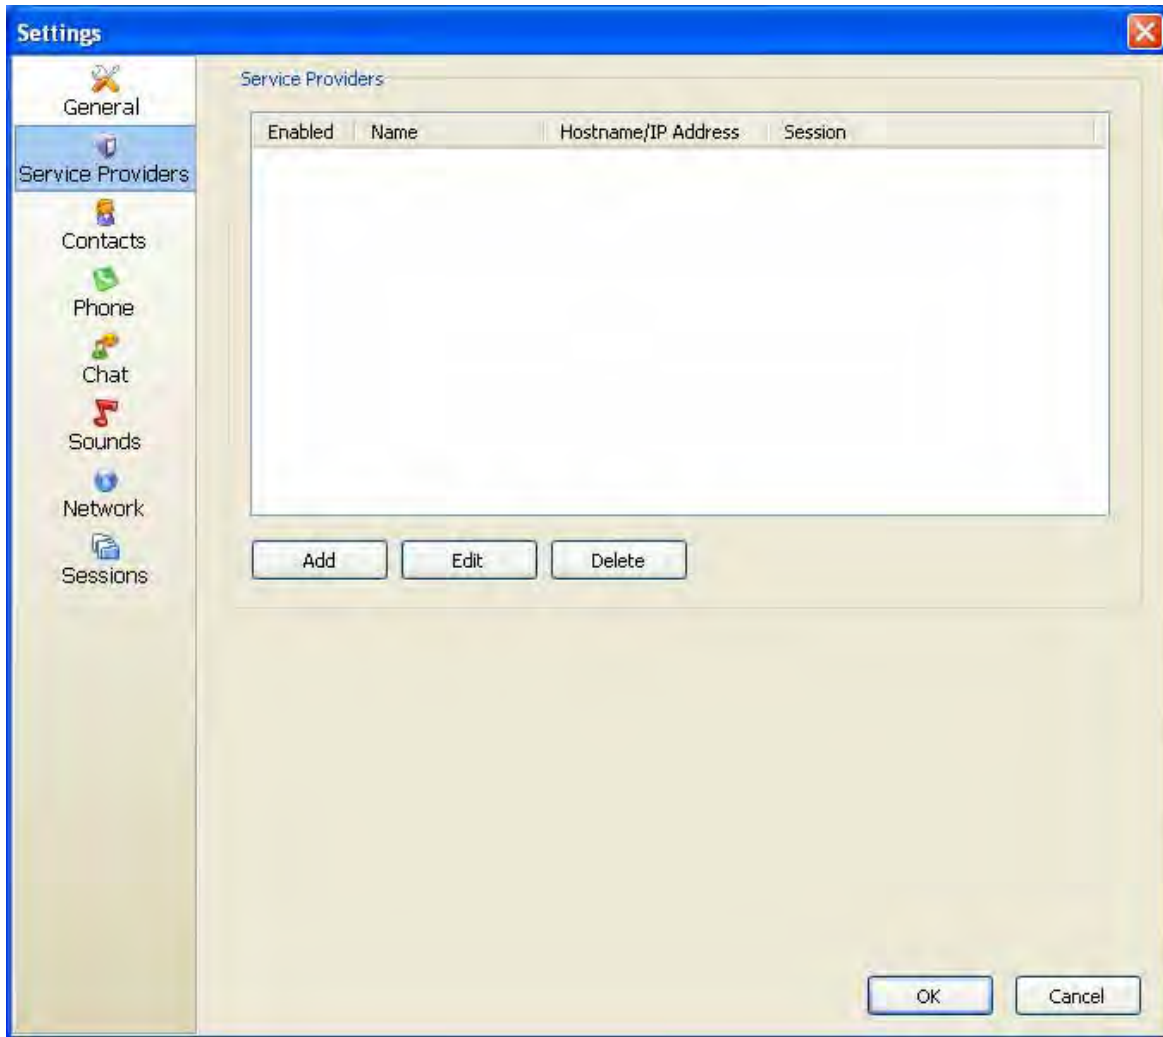 Settings
General
Service Providers
Contacts
Phone
Chat
Sounds
Network
Sessions
Service Providers
Enabled Name Hostname/IP Address Session
Add Edit Delete
OK Cancel